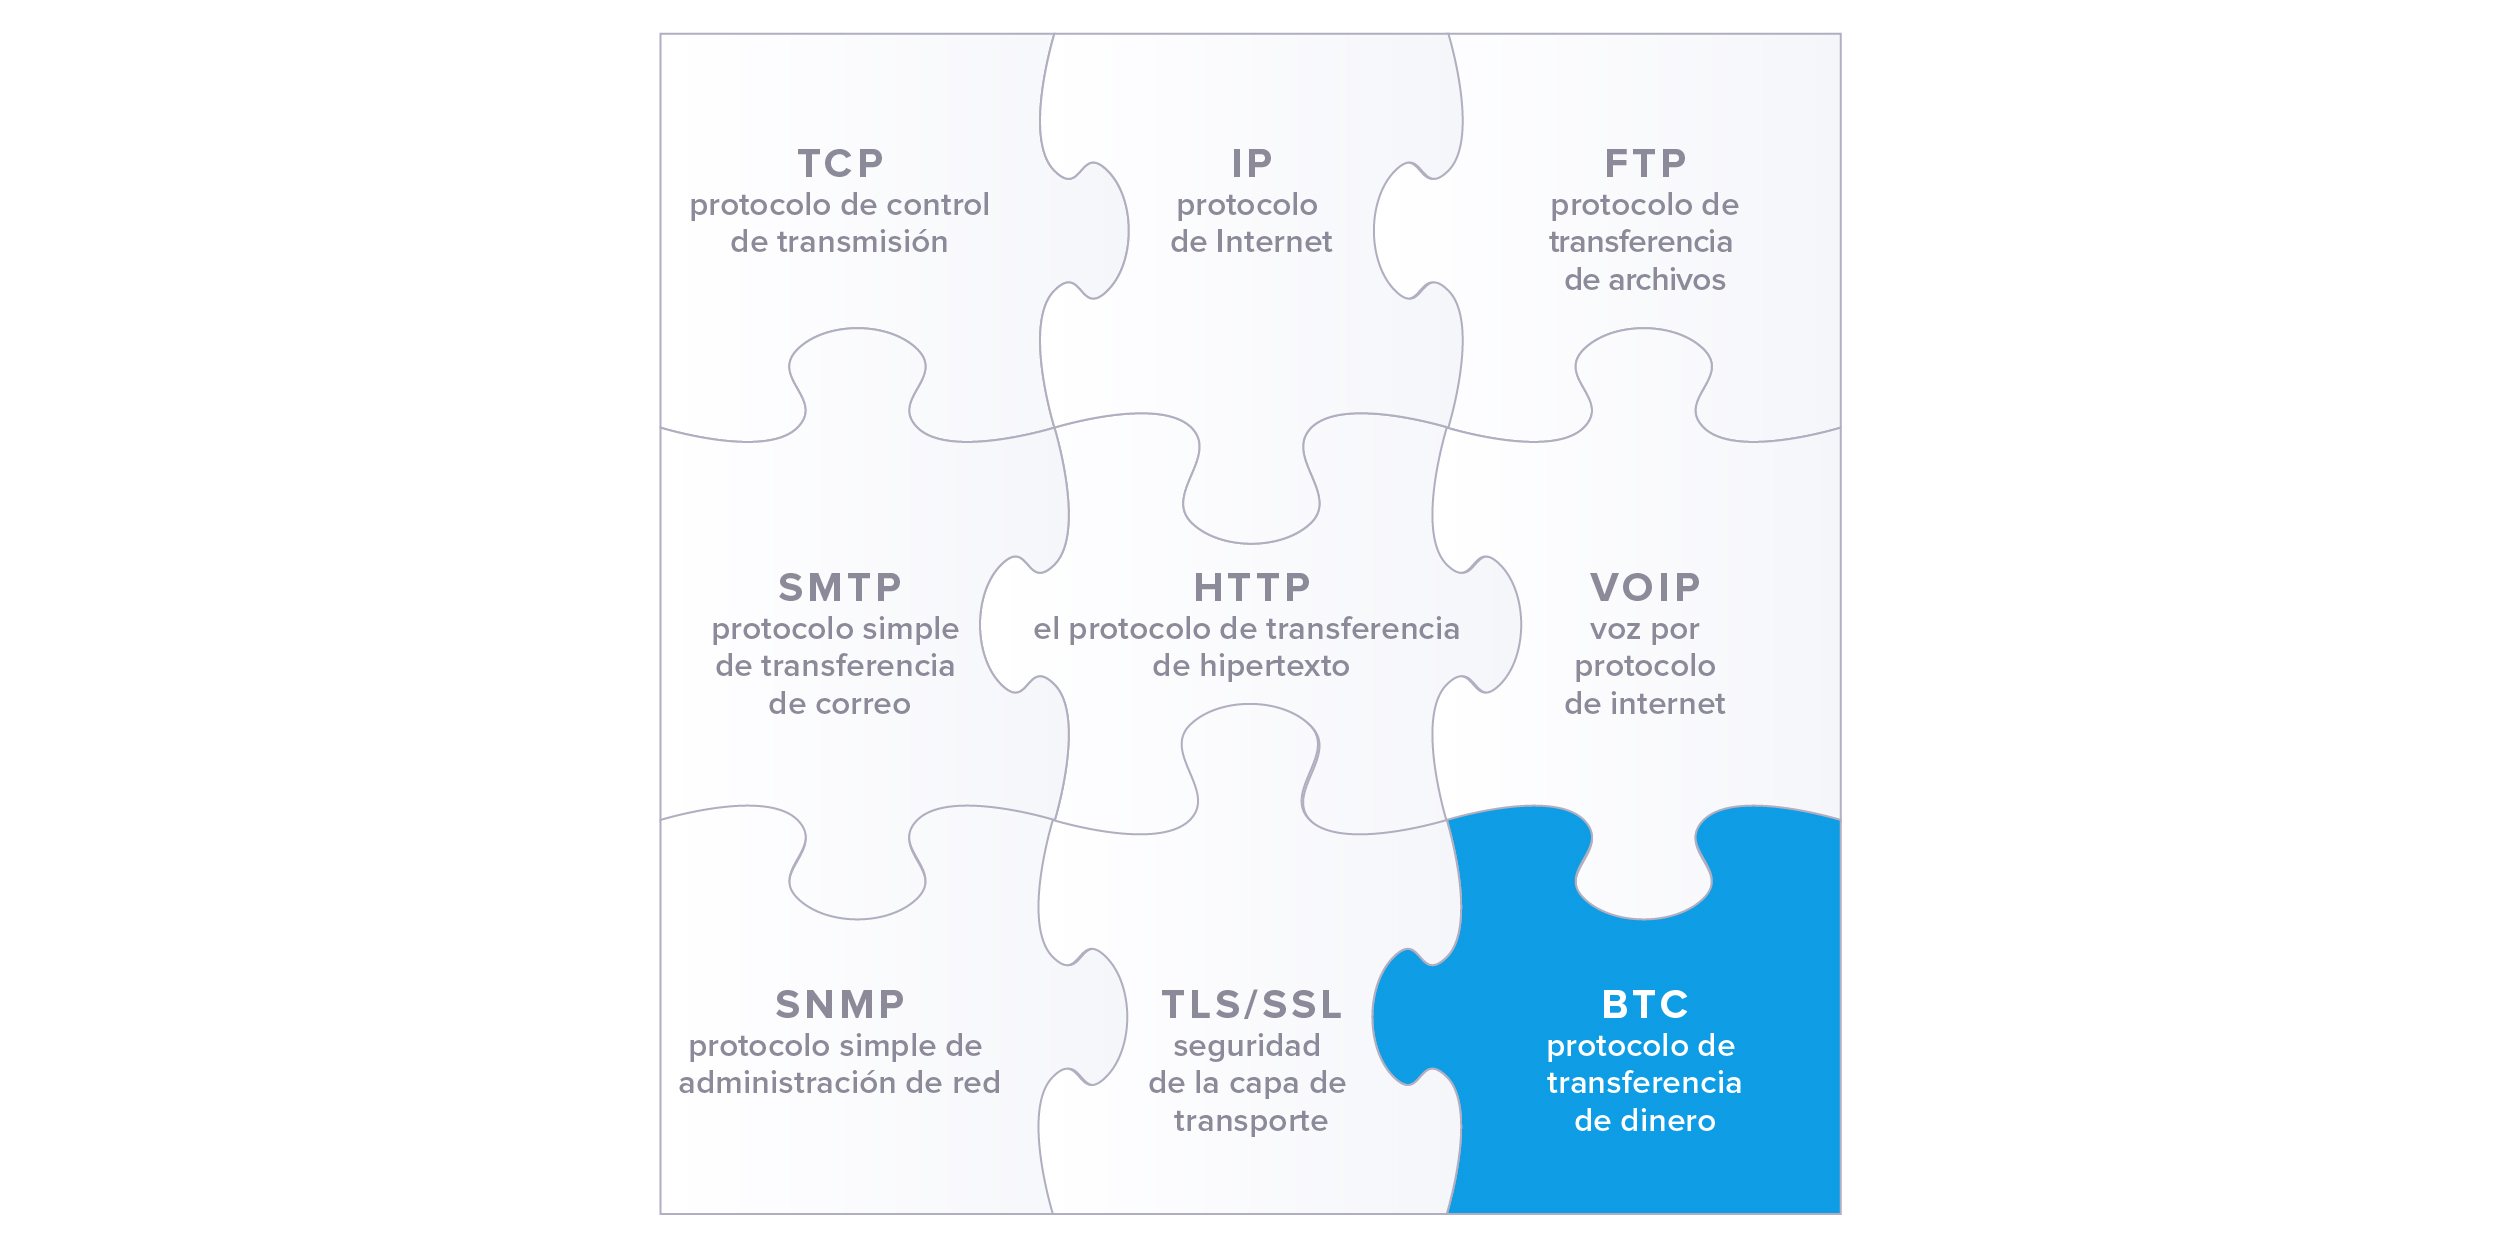 TCP
protocolo de control
de transmisión
IP
protocolo
de Internet
FTP
protocolo de
transferencia
de archivos
SMTP
protocolo simple
de transferencia
de correo
HTTP
el protocolo de transferencia
de hipertexto
VOIP
voz por
protocolo
de internet
SNMP
protocolo simple de
administración de red
TLS/SSL
seguridad
de la capa de
transporte
BTC
protocolo de
transferencia
de dinero